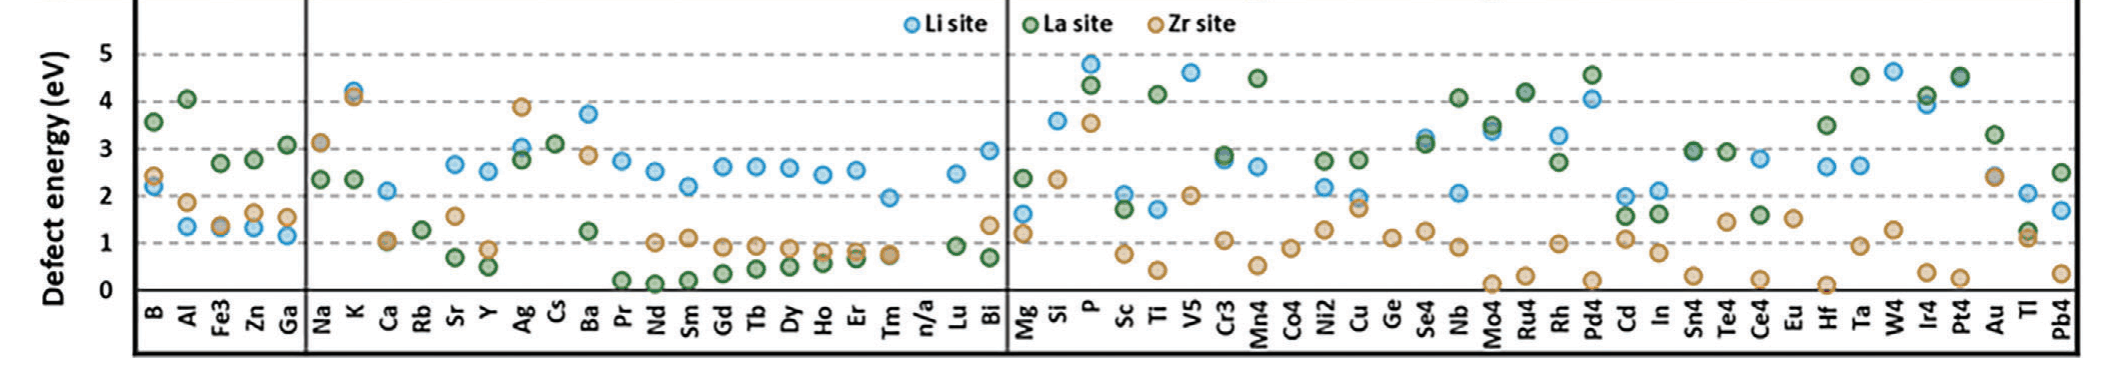 Li site La site Zr site
Defect energy (eV)
5
4
3
2
1
0
B Al Fe3 Zn Ga Na K Ca Rb Sr Y Ag Cs Ba Pr Nd Sm Gd Tb Dy Ho Er Tm n/a Lu Bi Mg Si P Sc Ti V5 Cr3 Mn4 Co4 Ni2 Cu Ge Se4 Nb Mo4 Ru4 Rh Pd4 Cd In Sn4 Te4 Ce4 Eu Hf Ta W4 Ir4 Pt4 Au Tl Pb4